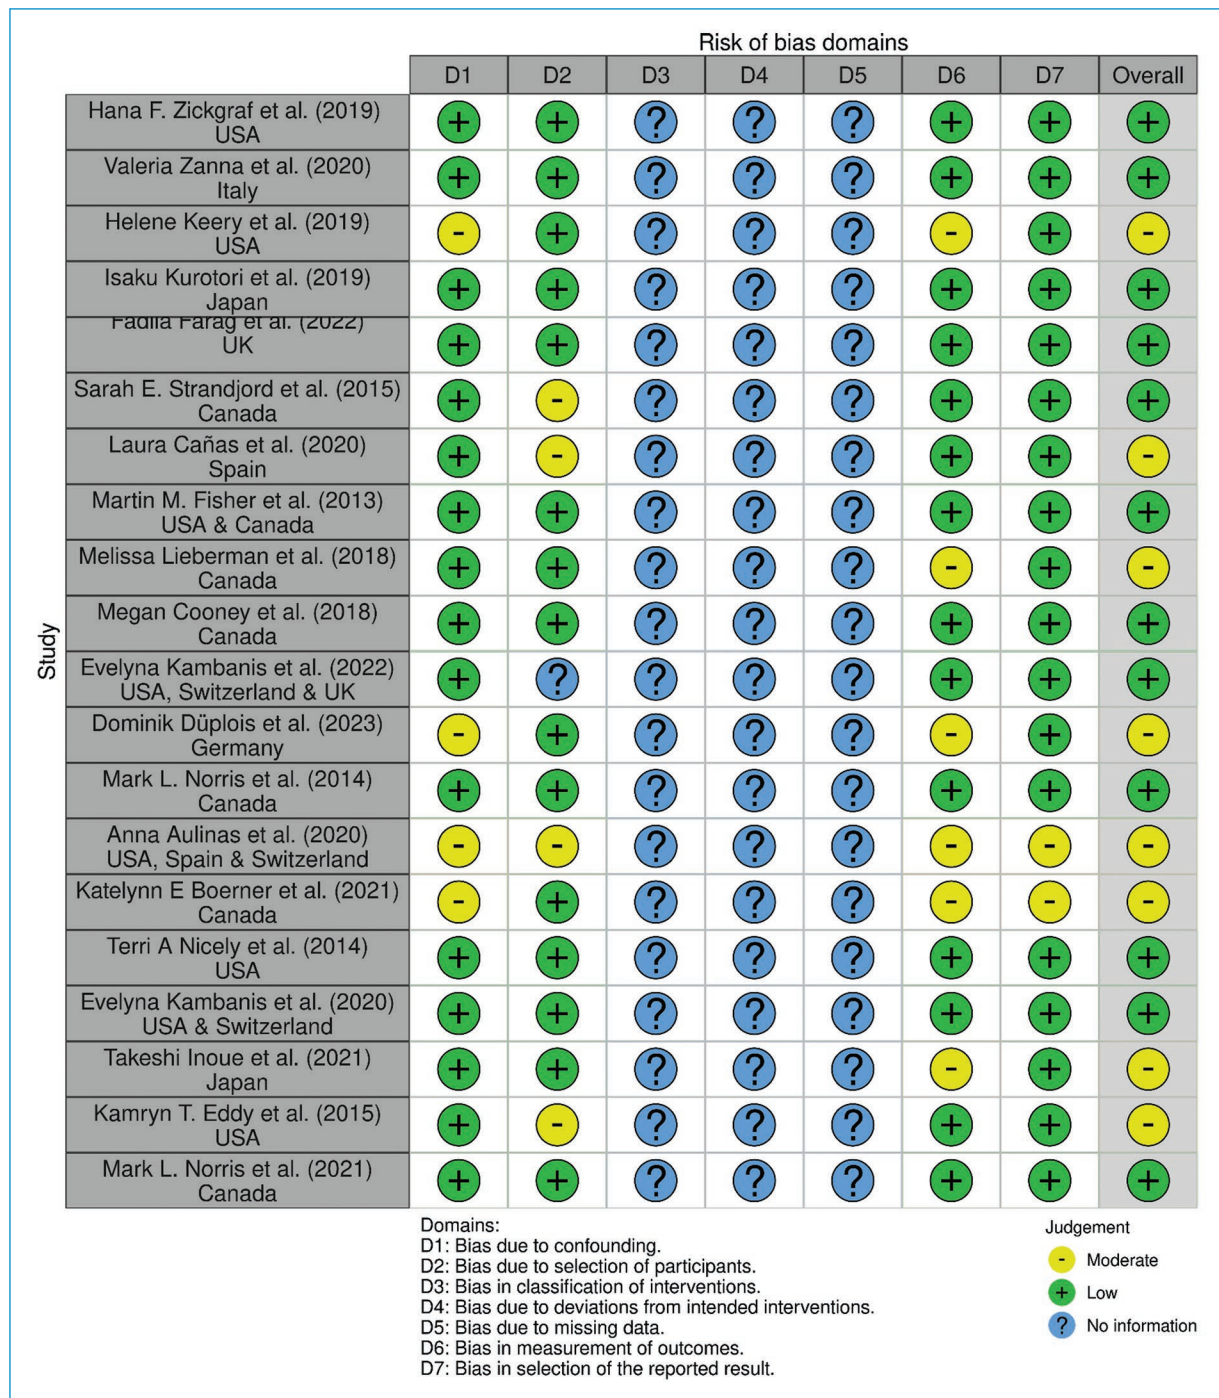 Risk of bias domains
D1 D2 D3 D4 D5 D6 D7 Overall
Study
Hana F. Zickgraf et al. (2019)
USA
+ + ? ? ? + + +
Valeria Zanna et al. (2020)
Italy
+ + ? ? ? + + +
Helene Keery et al. (2019)
USA
- + ? ? ? - + -
Isaku Kurotori et al. (2019)
Japan
+ + ? ? ? + + +
Fadila Farag et al. (2022)
UK
+ + ? ? ? + + +
Sarah E. Strandjord et al. (2015)
Canada
+ - ? ? ? + + +
Laura Cañas et al. (2020)
Spain
+ - ? ? ? + + -
Martin M. Fisher et al. (2013)
USA & Canada
+ + ? ? ? + + +
Melissa Lieberman et al. (2018)
Canada
+ + ? ? ? - + -
Megan Cooney et al. (2018)
Canada
+ + ? ? ? + + +
Evelyna Kambanis et al. (2022)
USA, Switzerland & UK
+ ? ? ? ? + + +
Dominik Düplois et al. (2023)
Germany
- + ? ? ? - + -
Mark L. Norris et al. (2014)
Canada
+ + ? ? ? + + +
Anna Aulinas et al. (2020)
USA, Spain & Switzerland
- - ? ? ? - - -
Katelynn E Boerner et al. (2021)
Canada
- + ? ? ? - - -
Terri A Nicely et al. (2014)
USA
+ + ? ? ? + + +
Evelyna Kambanis et al. (2020)
USA & Switzerland
+ + ? ? ? + + +
Takeshi Inoue et al. (2021)
Japan
+ + ? ? ? - + -
Kamryn T. Eddy et al. (2015)
USA
+ - ? ? ? + + -
Mark L. Norris et al. (2021)
Canada
+ + ? ? ? + + +
Domains:
D1: Bias due to confounding.
D2: Bias due to selection of participants.
D3: Bias in classification of interventions.
D4: Bias due to deviations from intended interventions.
D5: Bias due to missing data.
D6: Bias in measurement of outcomes.
D7: Bias in selection of the reported result.
Judgement
- Moderate
+ Low
? No information